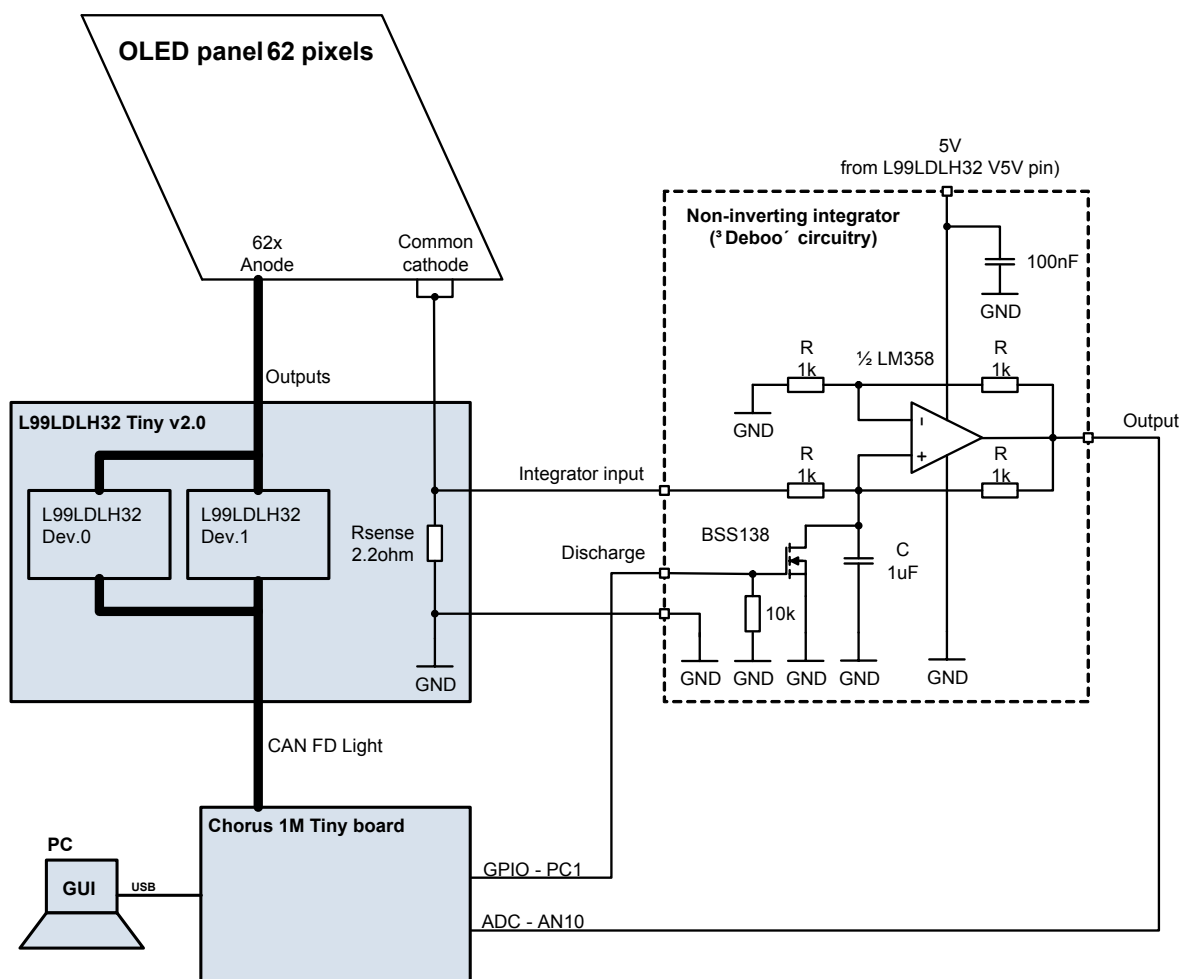 OLED panel 62 pixels
62x
Anode
Common
cathode
Outputs
L99LDLH32 Tiny v2.0
L99LDLH32
Dev.0
L99LDLH32
Dev.1
Rsense
2.2ohm
GND
CAN FD Light
Chorus 1M Tiny board
PC
GUI
USB
GPIO - PC1
ADC - AN10
Integrator input
Discharge
5V
from L99LDLH32 V5V pin)
Non-inverting integrator
(³ Deboo´ circuitry)
100nF
GND
R
1k
½ LM358
R
1k
GND
-
+
R
1k
R
1k
Output
BSS138
C
1uF
10k
GND
GND
GND
GND
GND